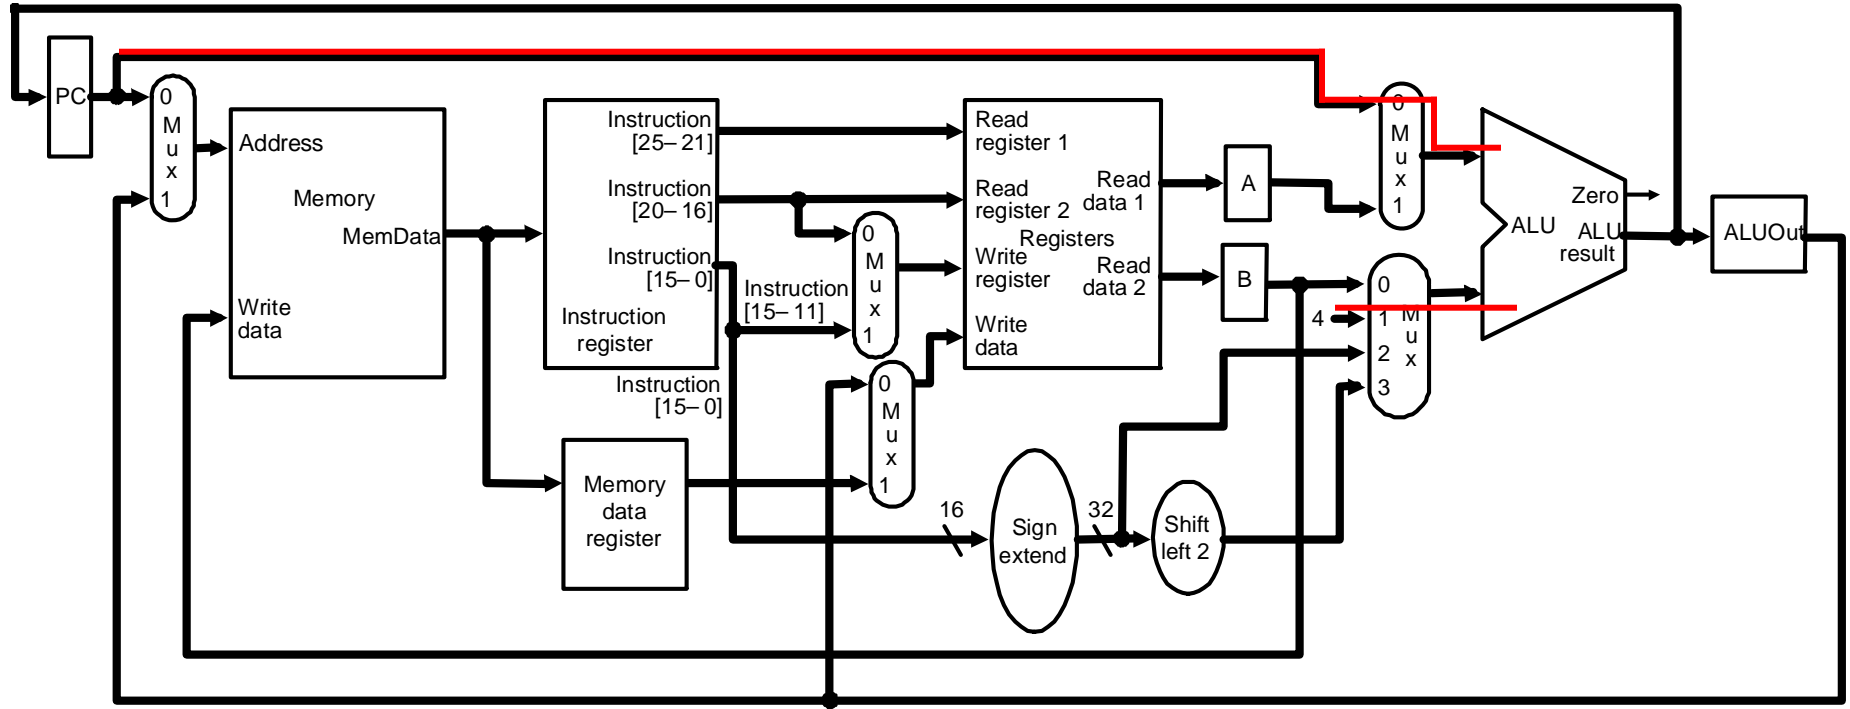 PC
0
M
u
x
1
Address
Memory
MemData
Write
data
Instruction
[25–21]
Instruction
[20–16]
Instruction
[15–0]
Instruction
register
Instruction
[15–0]
Memory
data
register
0
M
u
x
1
Instruction
[15–11]
0
M
u
x
1
Read
register 1
Read
register 2
Registers
Write
register
Write
data
Read
data 1
Read
data 2
16
Sign
extend
32
Shift
left 2
A
B
4
0
M
u
x
1
0
1
2
3
M
u
x
Zero
ALU
ALU
result
ALUOut